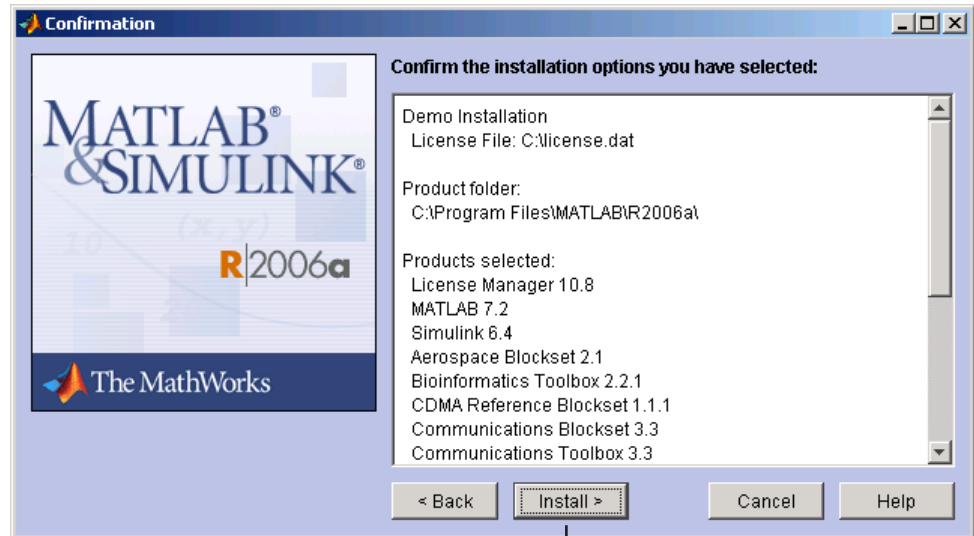 Confirmation
MATLAB®
&SIMULINK®
10
(x,y)
R2006a
The MathWorks
Confirm the installation options you have selected:
Demo Installation
License File: C:\license.dat
Product folder:
C:\Program Files\MATLAB\R2006a\
Products selected:
License Manager 10.8
MATLAB 7.2
Simulink 6.4
Aerospace Blockset 2.1
Bioinformatics Toolbox 2.2.1
CDMA Reference Blockset 1.1.1
Communications Blockset 3.3
Communications Toolbox 3.3
< Back
Install >
Cancel
Help